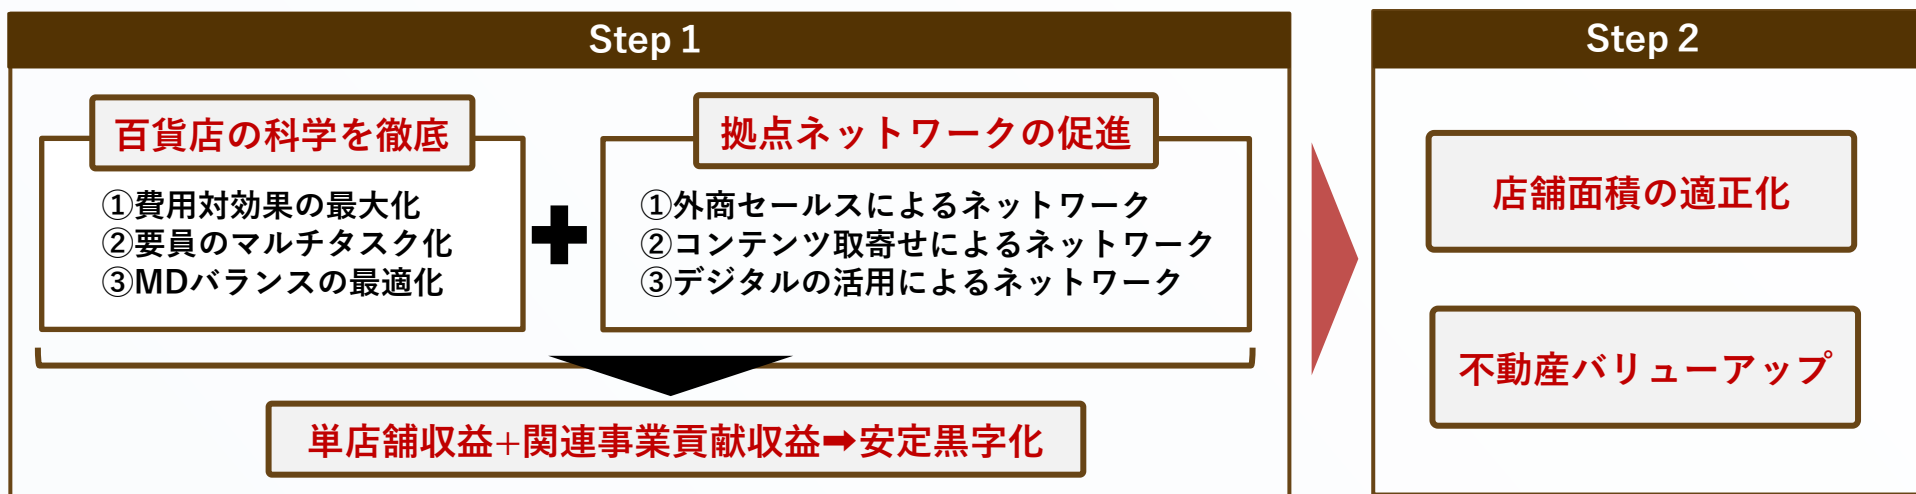 Step 1
百貨店の科学を徹底
①費用対効果の最大化
②要員のマルチタスク化
③MDバランスの最適化
拠点ネットワークの促進
①外商セールスによるネットワーク
②コンテンツ取寄せによるネットワーク
③デジタルの活用によるネットワーク
単店舗収益+関連事業貢献収益➡安定黒字化
Step 2
店舗面積の適正化
不動産バリューアップ